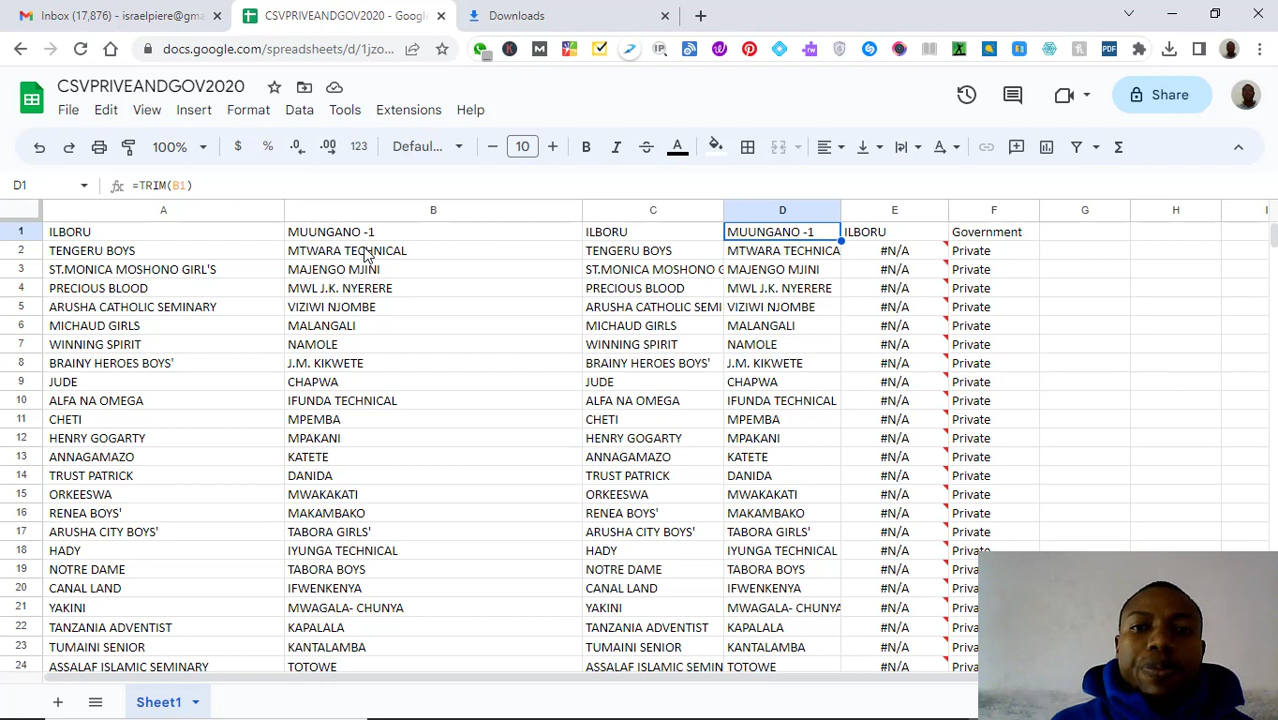 Inbox (17,876) - israelpiere@gma
CSVPRIVEANDGOV2020 - Google
Downloads
docs.google.com/spreadsheets/d/1jzo...
CSVPRIVEANDGOV2020
File Edit View Insert Format Data Tools Extensions Help
Share
100% $ % .0 .00 123 Defaul... 10 B I A
D1 =TRIM(B1)
A B C D E F G H I
1 ILBORU MUUNGANO -1 ILBORU MUUNGANO -1 ILBORU Government
2 TENGERU BOYS MTWARA TECHNICAL TENGERU BOYS MTWARA TECHNICA #N/A Private
3 ST.MONICA MOSHONO GIRL'S MAJENGO MJINI ST.MONICA MOSHONO G MAJENGO MJINI #N/A Private
4 PRECIOUS BLOOD MWL J.K. NYERERE PRECIOUS BLOOD MWL J.K. NYERERE #N/A Private
5 ARUSHA CATHOLIC SEMINARY VIZIWI NJOMBE ARUSHA CATHOLIC SEMI VIZIWI NJOMBE #N/A Private
6 MICHAUD GIRLS MALANGALI MICHAUD GIRLS MALANGALI #N/A Private
7 WINNING SPIRIT NAMOLE WINNING SPIRIT NAMOLE #N/A Private
8 BRAINY HEROES BOYS' J.M. KIKWETE BRAINY HEROES BOYS' J.M. KIKWETE #N/A Private
9 JUDE CHAPWA JUDE CHAPWA #N/A Private
10 ALFA NA OMEGA IFUNDA TECHNICAL ALFA NA OMEGA IFUNDA TECHNICAL #N/A Private
11 CHETI MPEMBA CHETI MPEMBA #N/A Private
12 HENRY GOGARTY MPAKANI HENRY GOGARTY MPAKANI #N/A Private
13 ANNAGAMAZO KATETE ANNAGAMAZO KATETE #N/A Private
14 TRUST PATRICK DANIDA TRUST PATRICK DANIDA #N/A Private
15 ORKEESWA MWAKAKATI ORKEESWA MWAKAKATI #N/A Private
16 RENEA BOYS' MAKAMBAKO RENEA BOYS' MAKAMBAKO #N/A Private
17 ARUSHA CITY BOYS' TABORA GIRLS' ARUSHA CITY BOYS' TABORA GIRLS' #N/A Private
18 HADY IYUNGA TECHNICAL HADY IYUNGA TECHNICAL #N/A Private
19 NOTRE DAME TABORA BOYS NOTRE DAME TABORA BOYS #N/A Priva
20 CANAL LAND IFWENKENYA CANAL LAND IFWENKENYA #N/A Priva
21 YAKINI MWAGALA- CHUNYA YAKINI MWAGALA- CHUNYA #N/A Priva
22 TANZANIA ADVENTIST KAPALALA TANZANIA ADVENTIST KAPALALA #N/A Priva
23 TUMAINI SENIOR KANTALAMBA TUMAINI SENIOR KANTALAMBA #N/A Priva
24 ASSALAF ISLAMIC SEMINARY TOTOWE ASSALAF ISLAMIC SEMIN TOTOWE #N/A Priva
Sheet1